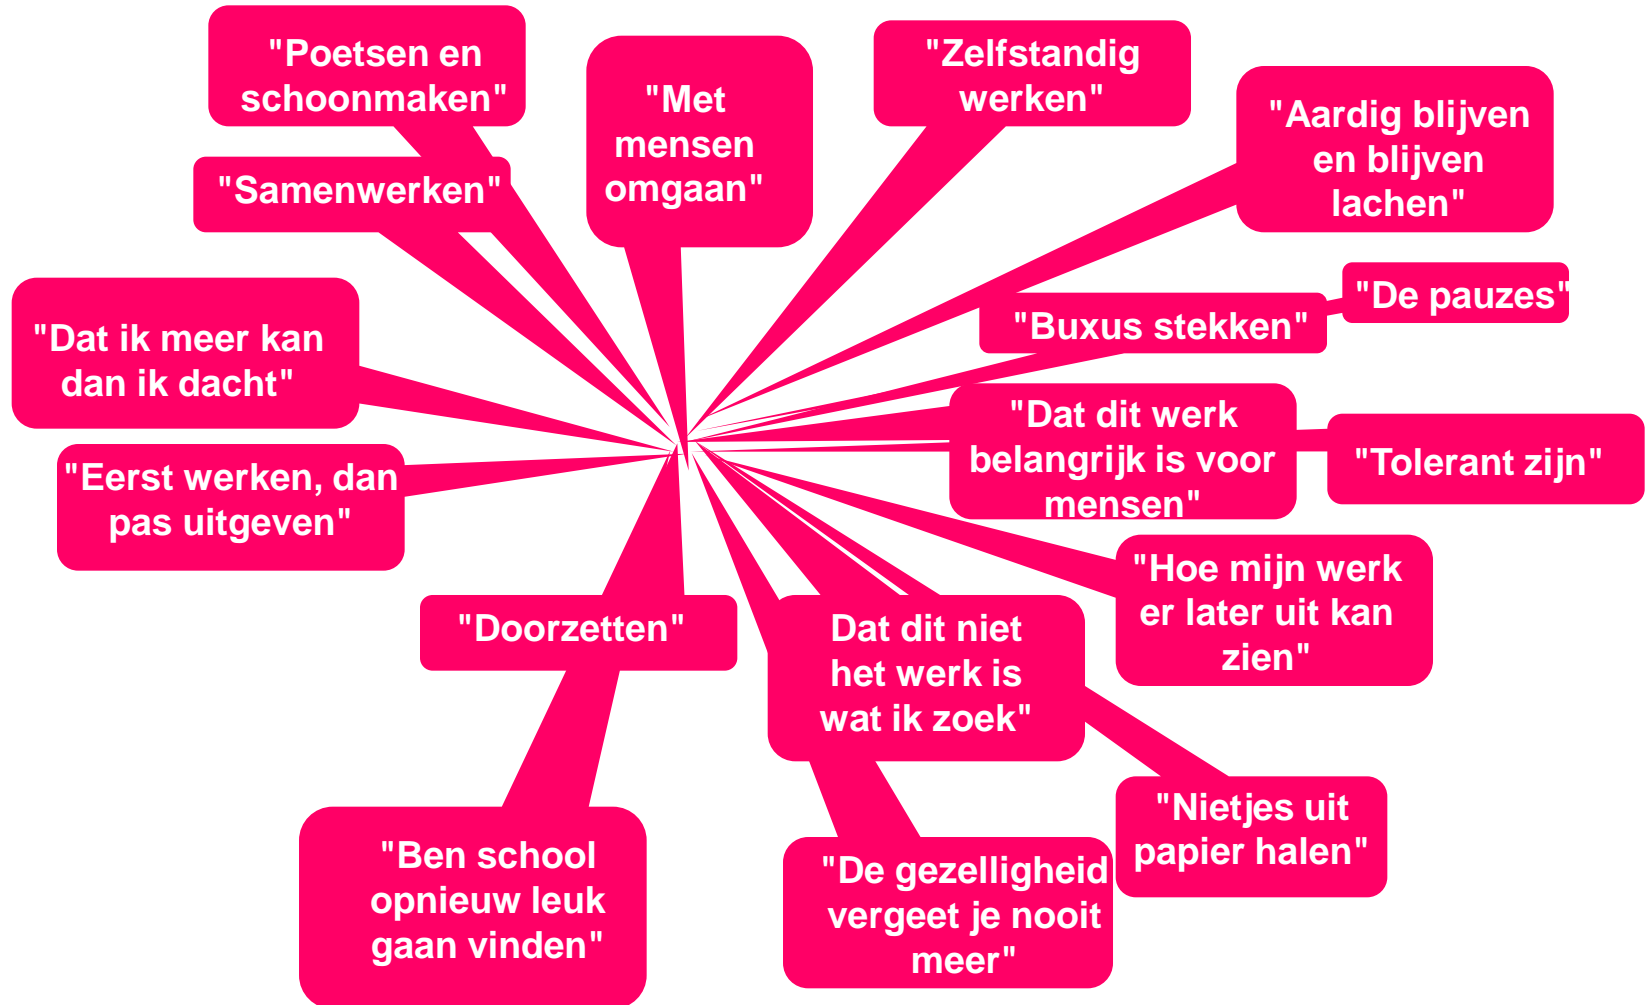 "Poetsen en
schoonmaken"
"Met
mensen
omgaan"
"Zelfstandig
werken"
"Aardig blijven
en blijven
lachen"
"Samenwerken"
"De pauzes"
"Buxus stekken"
"Dat ik meer kan
dan ik dacht"
"Dat dit werk
belangrijk is voor
mensen"
"Tolerant zijn"
"Eerst werken, dan
pas uitgeven"
"Hoe mijn werk
er later uit kan
zien"
"Doorzetten"
Dat dit niet
het werk is
wat ik zoek"
"Nietjes uit
papier halen"
"Ben school
opnieuw leuk
gaan vinden"
"De gezelligheid
vergeet je nooit
meer"